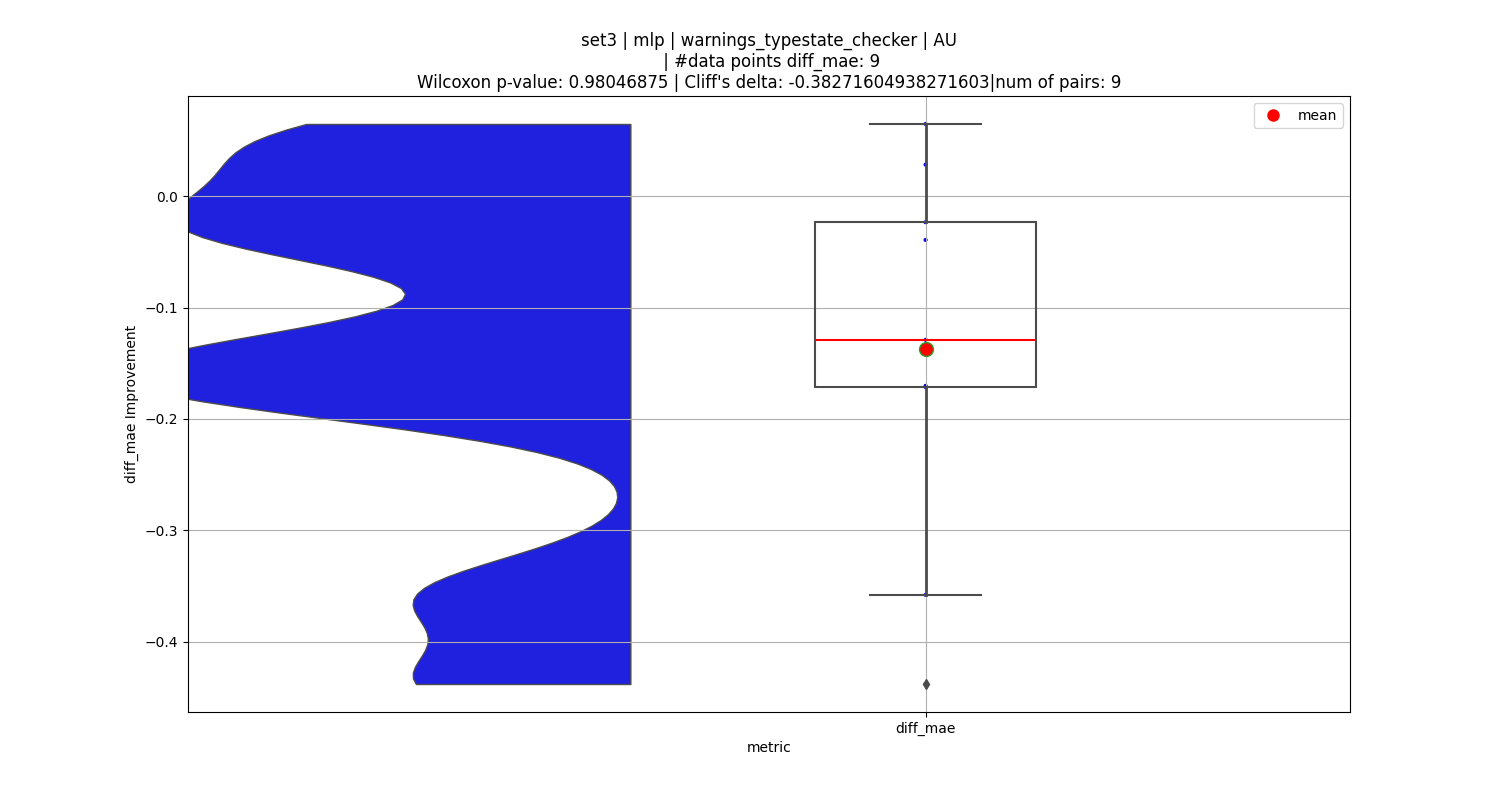 set3 | mlp | warnings_typestate_checker | AU
| #data points diff_mae: 9
Wilcoxon p-value: 0.98046875 | Cliff's delta: -0.38271604938271603|num of pairs: 9
mean
0.0
−0.1
−0.2
−0.3
−0.4
diff_mae Improvement
diff_mae
metric